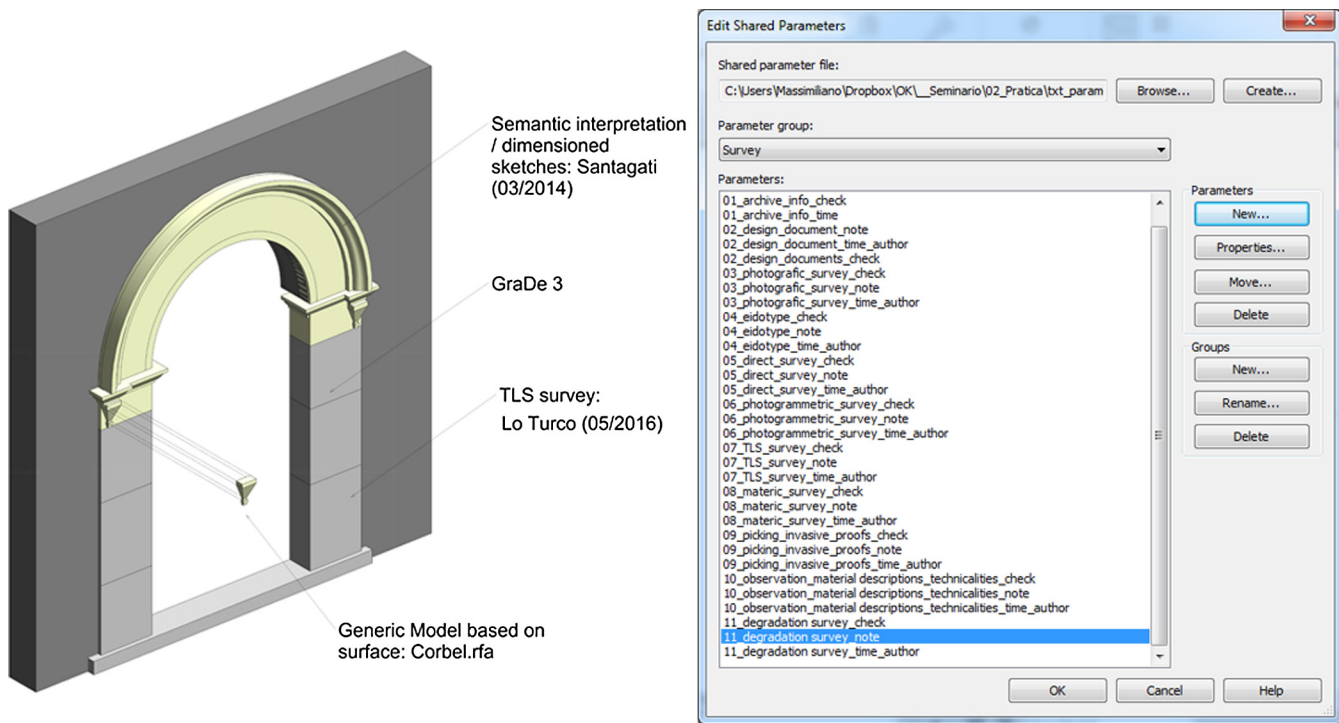 Semantic interpretation
/ dimensioned
sketches: Santagati
(03/2014)
GraDe 3
TLS survey:
Lo Turco (05/2016)
Generic Model based on
surface: Corbel.rfa
Edit Shared Parameters
Shared parameter file:
C:\Users\Massimiliano\Dropbox\OK\__Seminario\02_Pratica\txt_param
Browse...
Create...
Parameter group:
Survey
Parameters:
01_archive_info_check
01_archive_info_time
02_design_document_note
02_design_document_time_author
02_design_documents_check
03_photografic_survey_check
03_photografic_survey_note
03_photografic_survey_time_author
04_eidotype_check
04_eidotype_note
04_eidotype_time_author
05_direct_survey_check
05_direct_survey_note
05_direct_survey_time_author
06_photogrammetric_survey_check
06_photogrammetric_survey_note
06_photogrammetric_survey_time_author
07_TLS_survey_check
07_TLS_survey_note
07_TLS_survey_time_author
08_materic_survey_check
08_materic_survey_note
08_materic_survey_time_author
09_picking_invasive_proofs_check
09_picking_invasive_proofs_note
09_picking_invasive_proofs_time_author
10_observation_material descriptions_technicalities_check
10_observation_material descriptions_technicalities_note
10_observation_material descriptions_technicalities_time_author
11_degradation survey_check
11_degradation survey_note
11_degradation survey_time_author
Parameters
New...
Properties...
Move...
Delete
Groups
New...
Rename...
Delete
OK
Cancel
Help